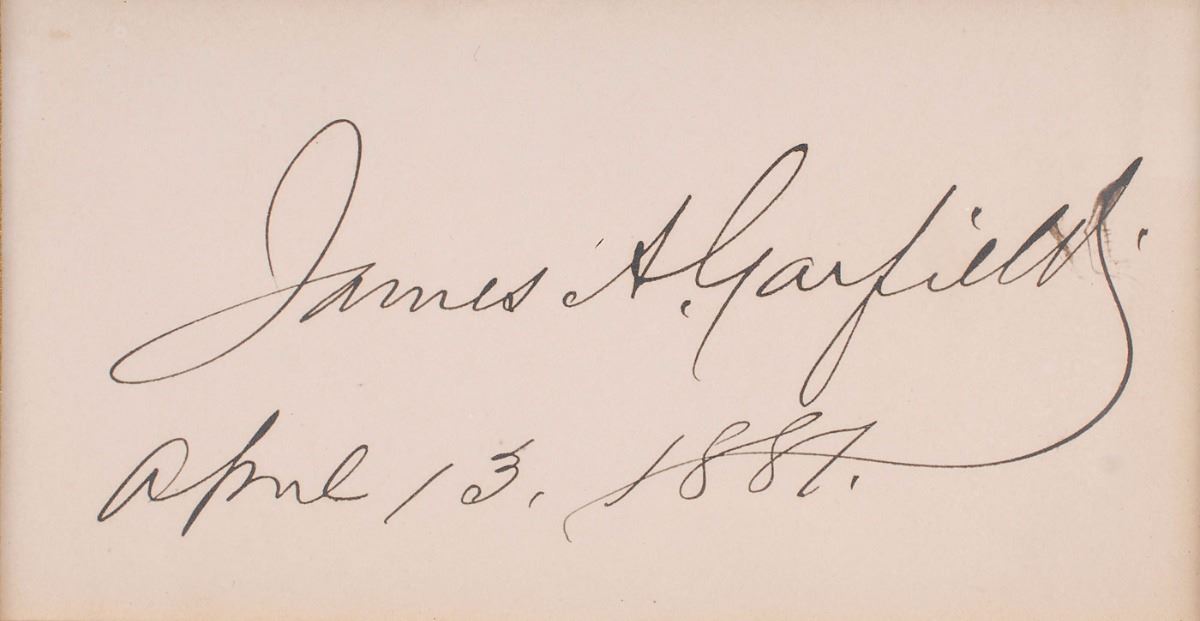 James A. Garfield.
April 13, 1881.